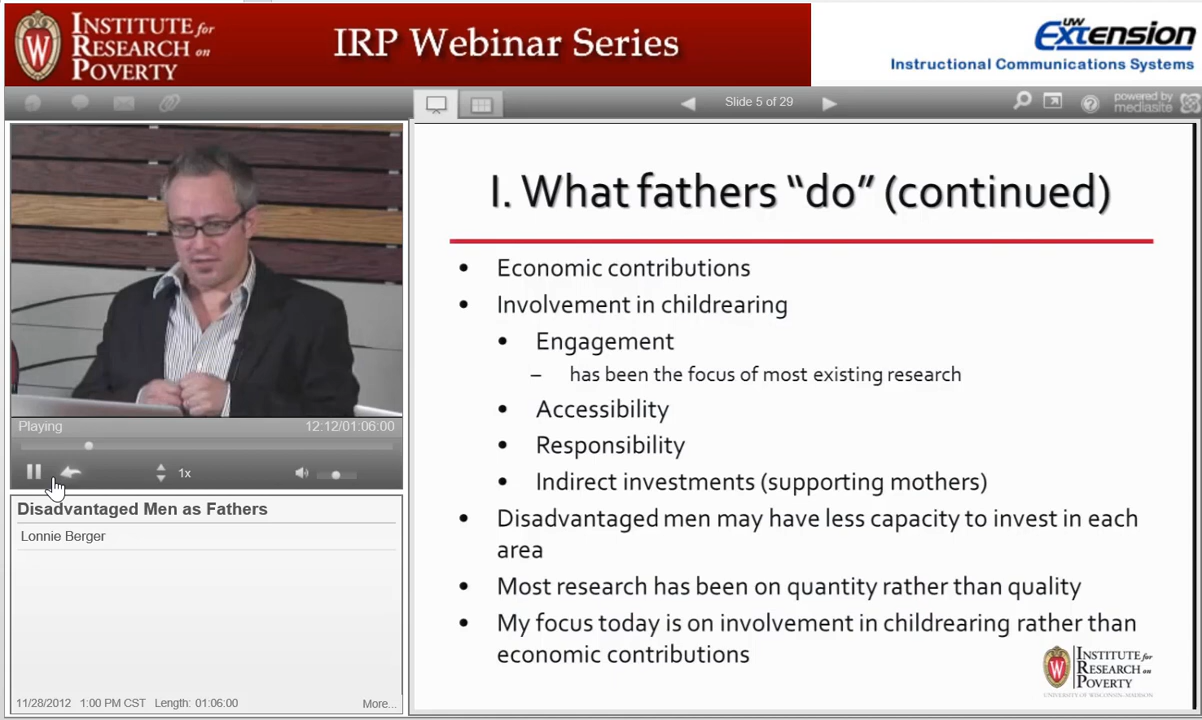 INSTITUTE for
RESEARCH on
POVERTY
IRP Webinar Series
UW
Extension
Instructional Communications Systems
Slide 5 of 29
powered by
mediasite
I. What fathers “do” (continued)
• Economic contributions
• Involvement in childrearing
• Engagement
– has been the focus of most existing research
• Accessibility
• Responsibility
• Indirect investments (supporting mothers)
• Disadvantaged men may have less capacity to invest in each
area
• Most research has been on quantity rather than quality
• My focus today is on involvement in childrearing rather than
economic contributions
INSTITUTE for
RESEARCH on
POVERTY
UNIVERSITY OF WISCONSIN-MADISON
Playing
12:12/01:06:00
1x
Disadvantaged Men as Fathers
Lonnie Berger
11/28/2012 1:00 PM CST Length: 01:06:00
More...